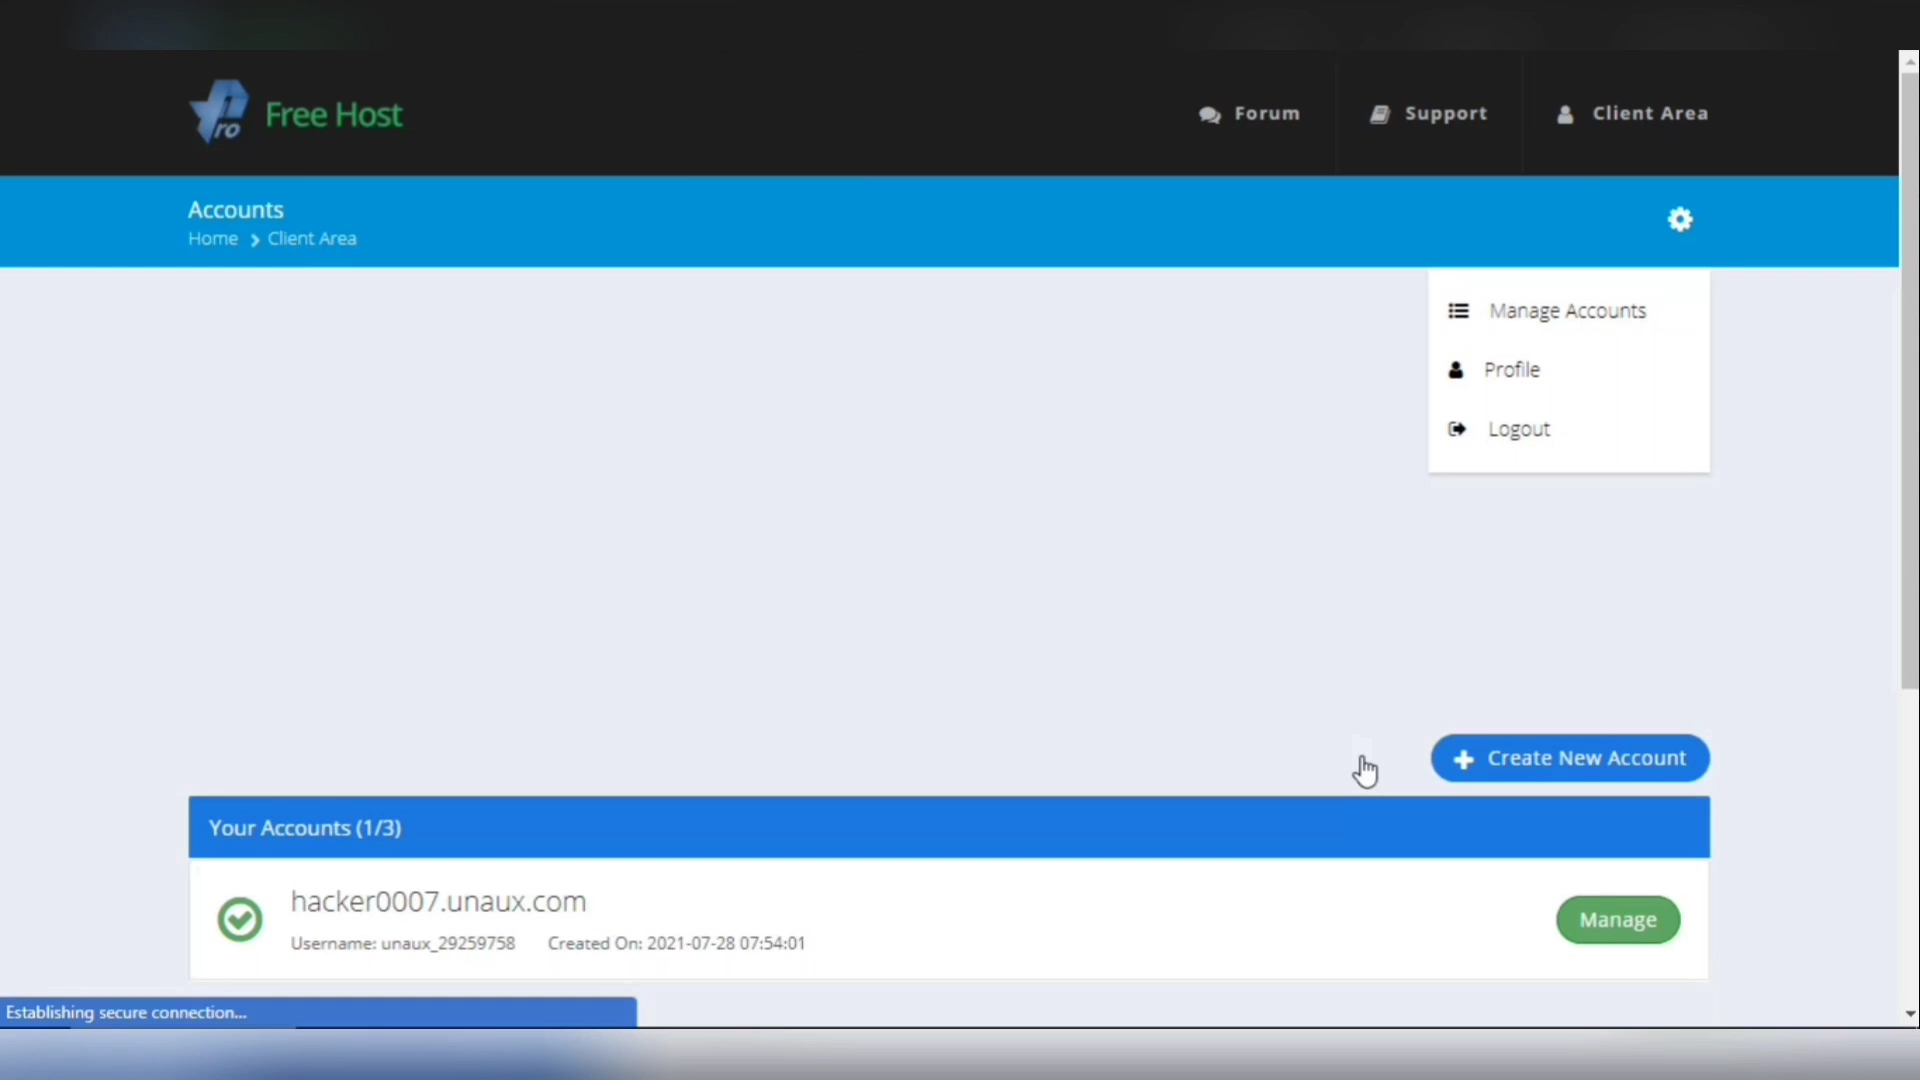 ro Free Host
Forum
Support
Client Area
Accounts
Home > Client Area
Manage Accounts
Profile
Logout
Create New Account
Your Accounts (1/3)
hacker0007.unaux.com
Username: unaux_29259758 Created On: 2021-07-28 07:54:01
Manage
Establishing secure connection...